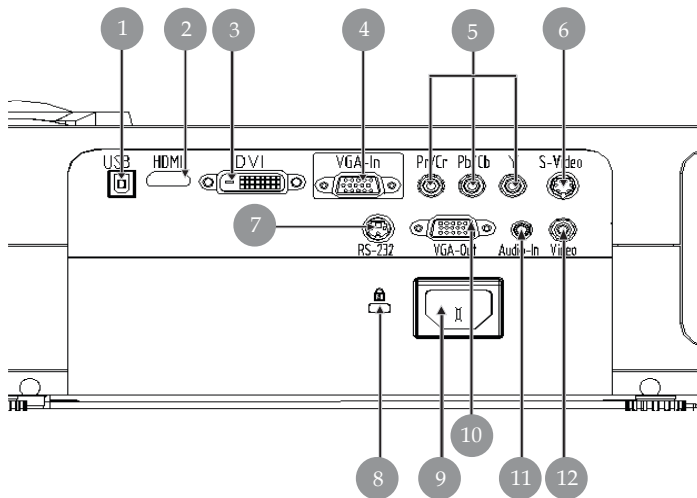 1 2 3 4 5 6
USB HDMI DVI VGA-In Pr/Cr Pb/Cb Y S-Video
7
RS-232 VGA-Out Audio-In Video
8 9 10 11 12